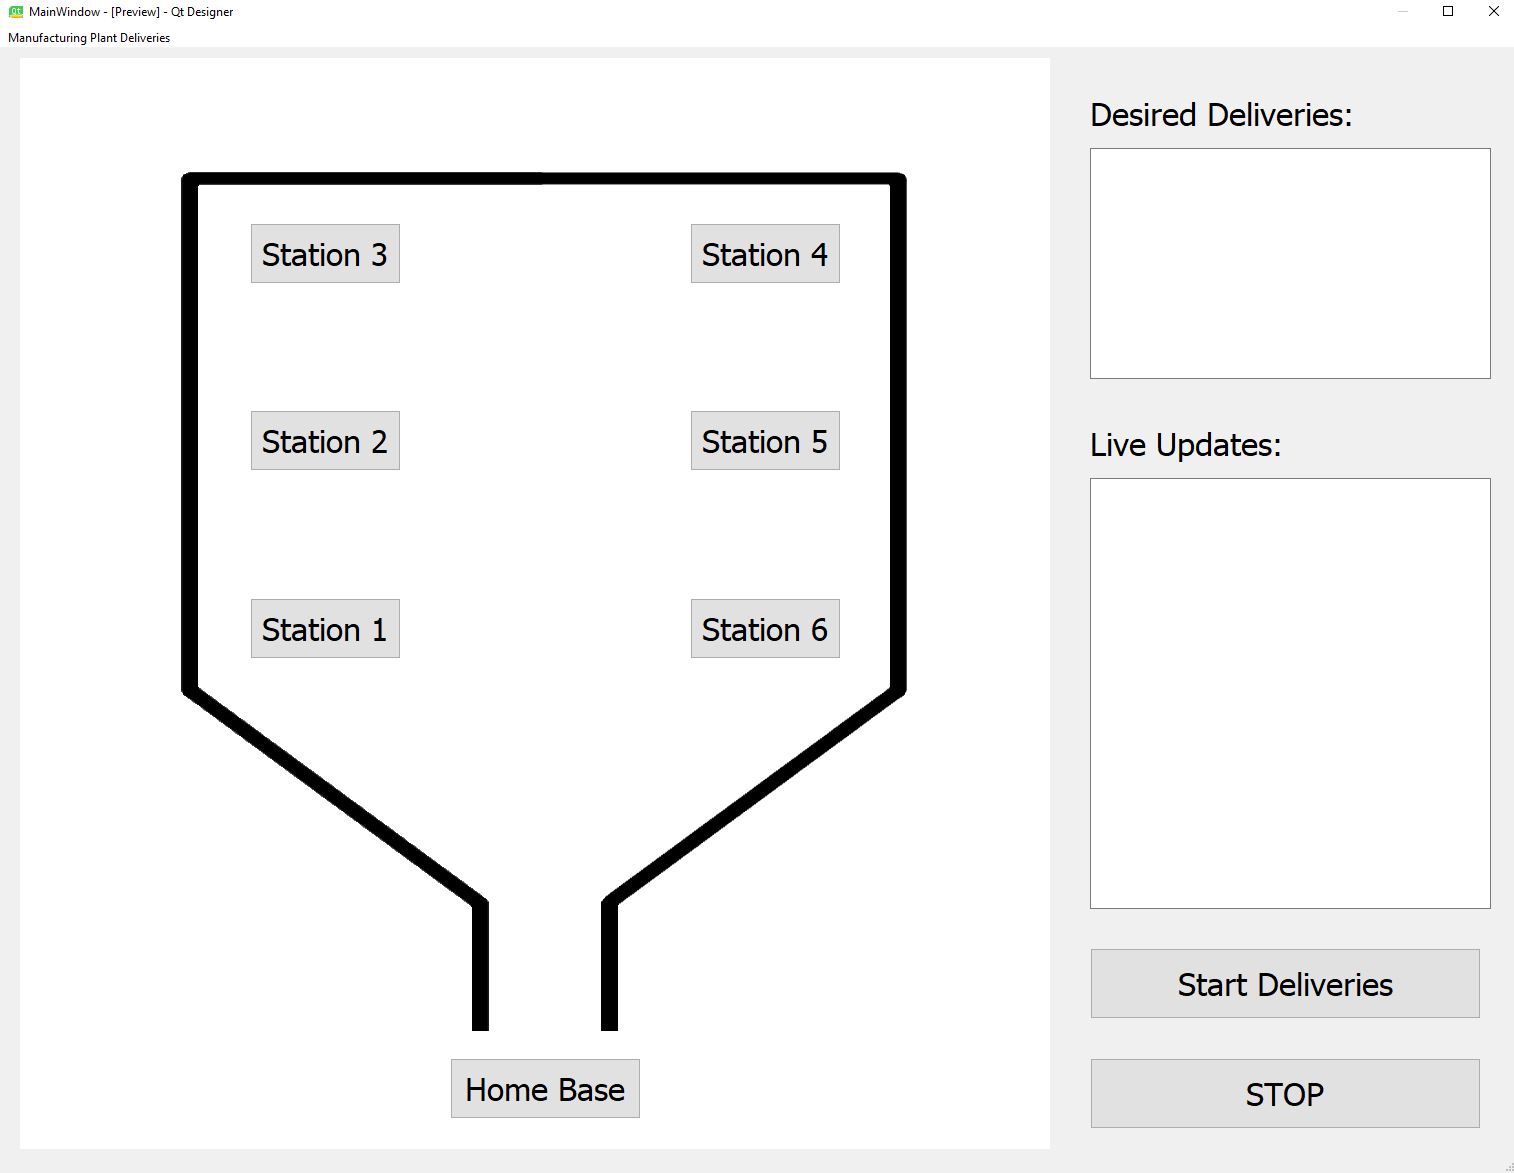 MainWindow - [Preview] - Qt Designer
Manufacturing Plant Deliveries
Station 3
Station 4
Station 2
Station 5
Station 1
Station 6
Home Base
Desired Deliveries:
Live Updates:
Start Deliveries
STOP